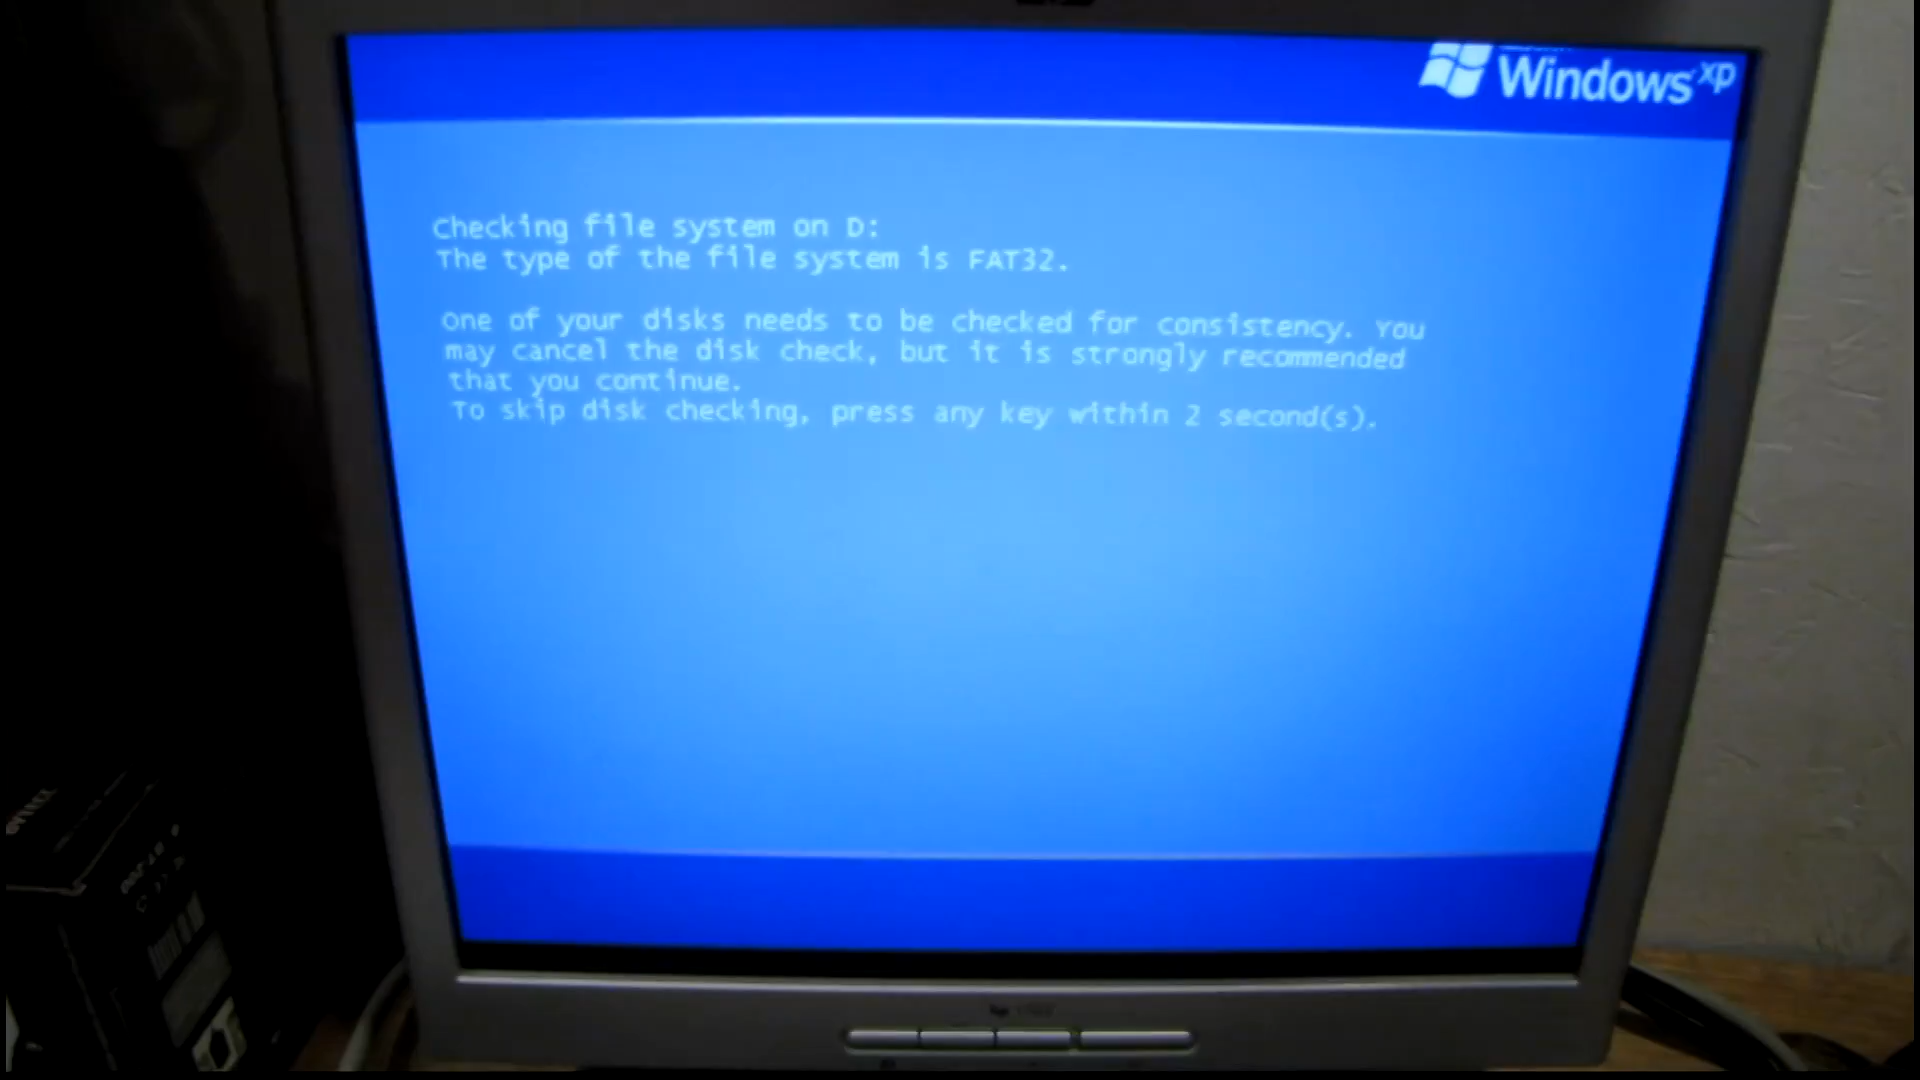 Windows xp
Checking file system on D:
The type of the file system is FAT32.
One of your disks needs to be checked for consistency. You
may cancel the disk check, but it is strongly recommended
that you continue.
To skip disk checking, press any key within 2 second(s).
hp